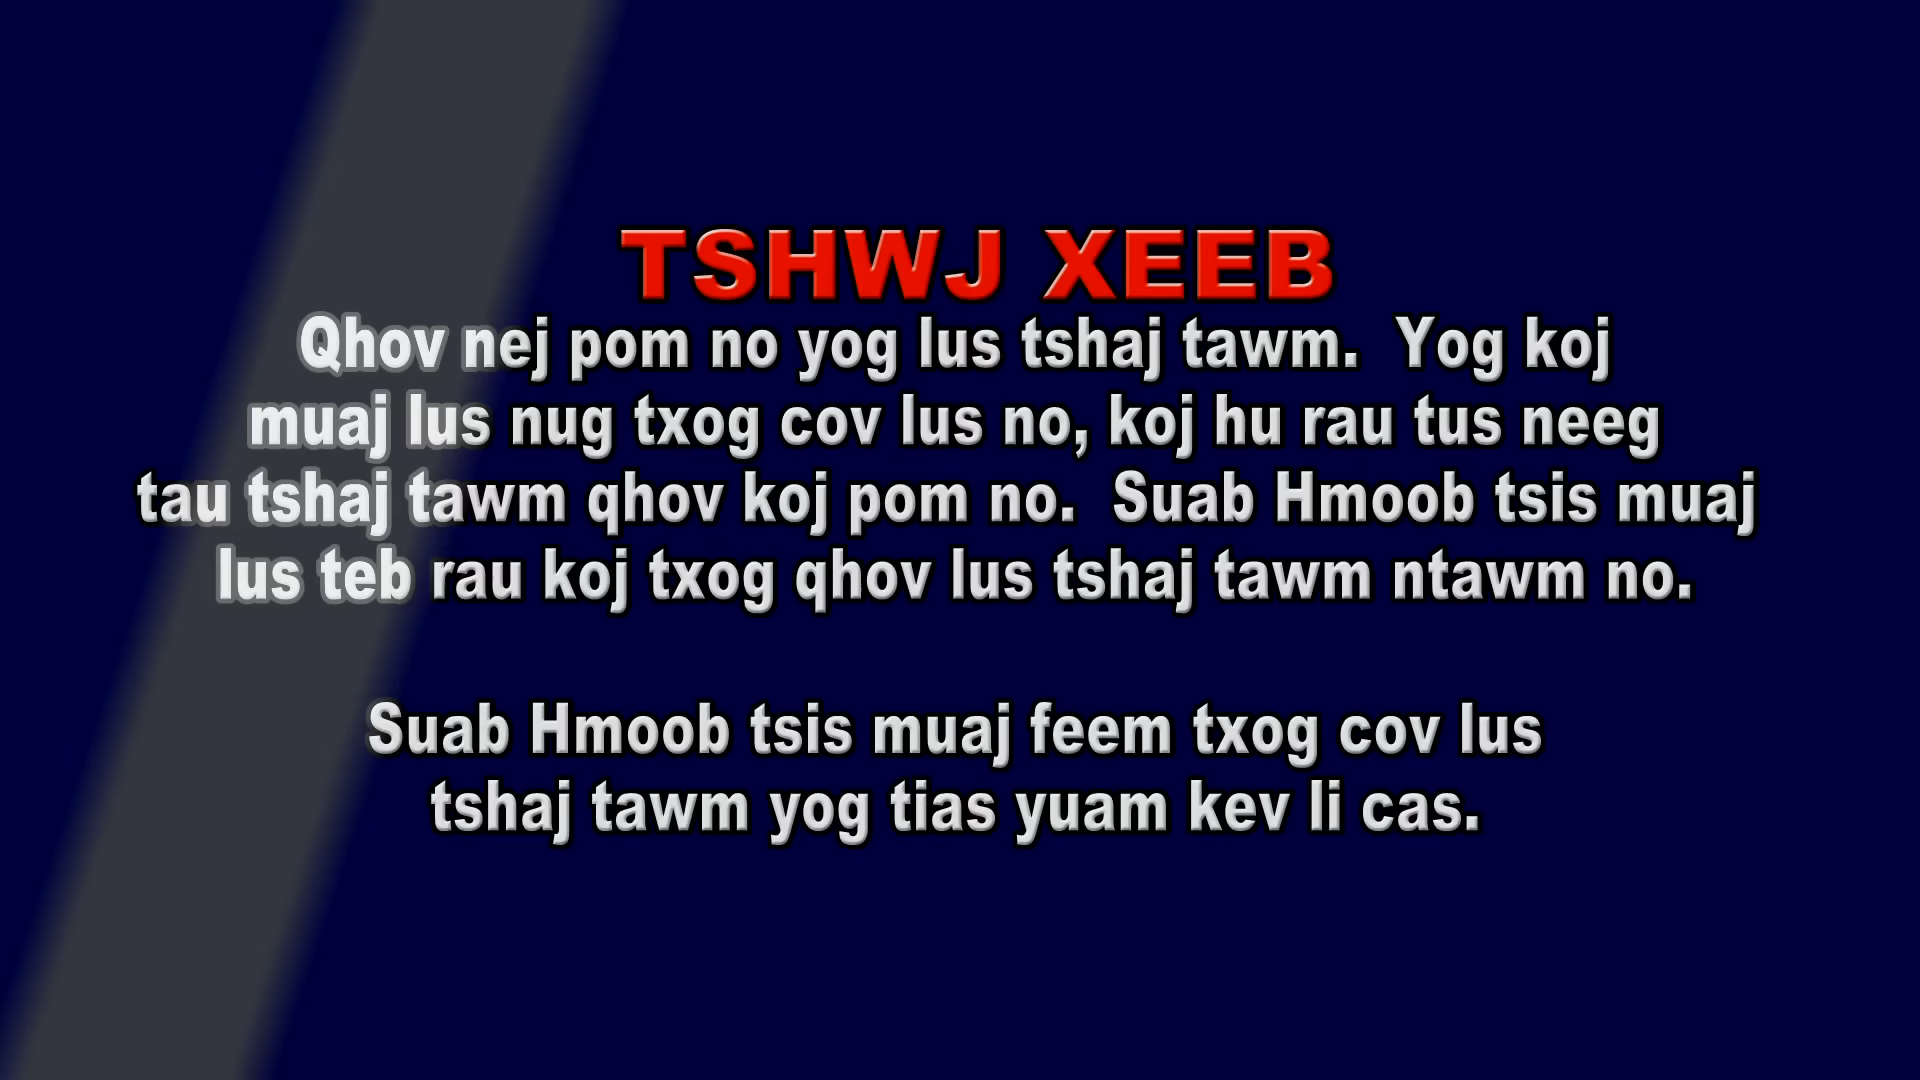 TSHWJ XEEB
Qhov nej pom no yog lus tshaj tawm.  Yog koj
muaj lus nug txog cov lus no, koj hu rau tus neeg
tau tshaj tawm qhov koj pom no.  Suab Hmoob tsis muaj
lus teb rau koj txog qhov lus tshaj tawm ntawm no.
Suab Hmoob tsis muaj feem txog cov lus
tshaj tawm yog tias yuam kev li cas.